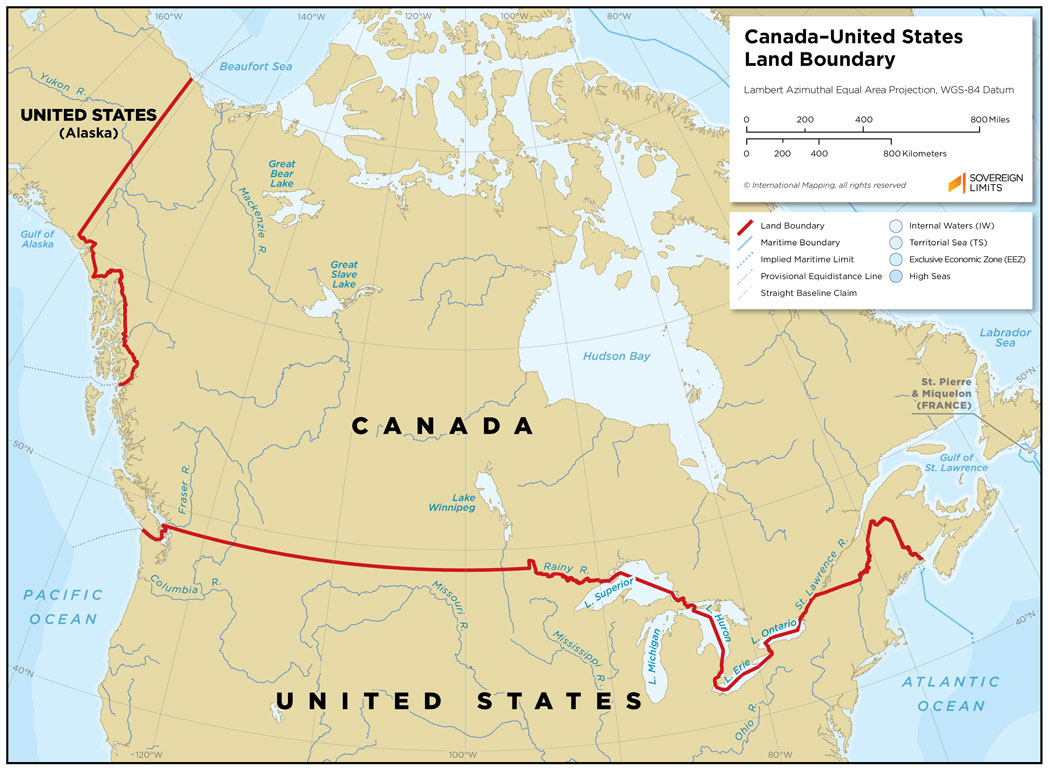 160°W
140°W
120°W
100°W
80°W
Canada–United States
Land Boundary
Lambert Azimuthal Equal Area Projection, WGS-84 Datum
0 200 400 800 Miles
0 200 400 800 Kilometers
© International Mapping, all rights reserved
SOVEREIGN
LIMITS
Land Boundary
Maritime Boundary
Implied Maritime Limit
Provisional Equidistance Line
Straight Baseline Claim
Internal Waters (IW)
Territorial Sea (TS)
Exclusive Economic Zone (EEZ)
High Seas
Beaufort Sea
Yukon R.
UNITED STATES
(Alaska)
60°N
Gulf of
Alaska
Great
Bear
Lake
Mackenzie R.
Great
Slave
Lake
Hudson Bay
Labrador
Sea
50°N
St. Pierre
& Miquelon
(FRANCE)
CANADA
50°N
Gulf of
St. Lawrence
Fraser R.
Lake
Winnipeg
Rainy R.
Columbia R.
L. Superior
St. Lawrence R.
PACIFIC
OCEAN
Missouri R.
Mississippi R.
L. Huron
L. Ontario
L. Michigan
L. Erie
40°N
40°N
UNITED STATES
ATLANTIC
OCEAN
Ohio R.
120°W
100°W
80°W